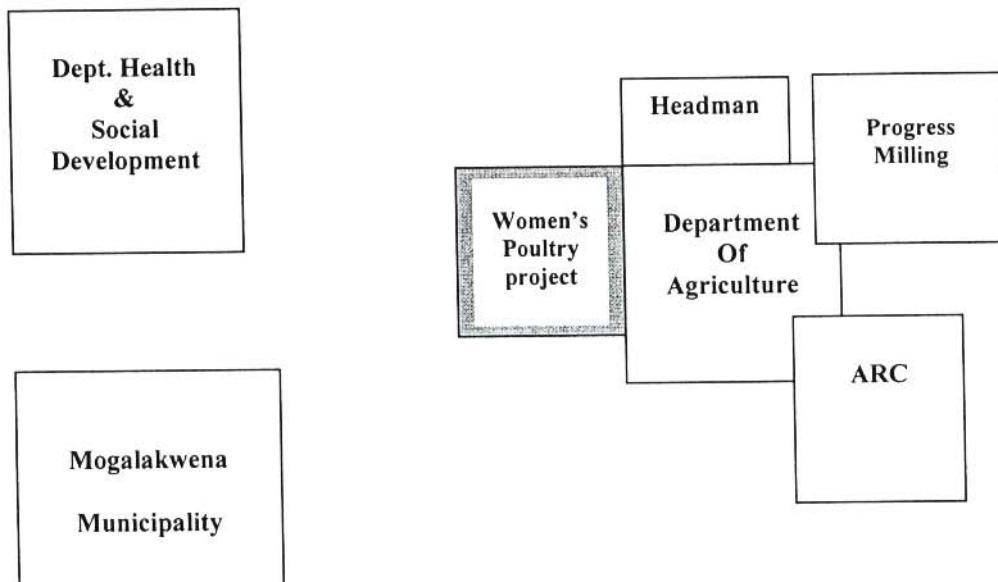 Dept. Health
&
Social
Development
Headman
Progress
Milling
Women's
Poultry
project
Department
Of
Agriculture
ARC
Mogalakwena
Municipality